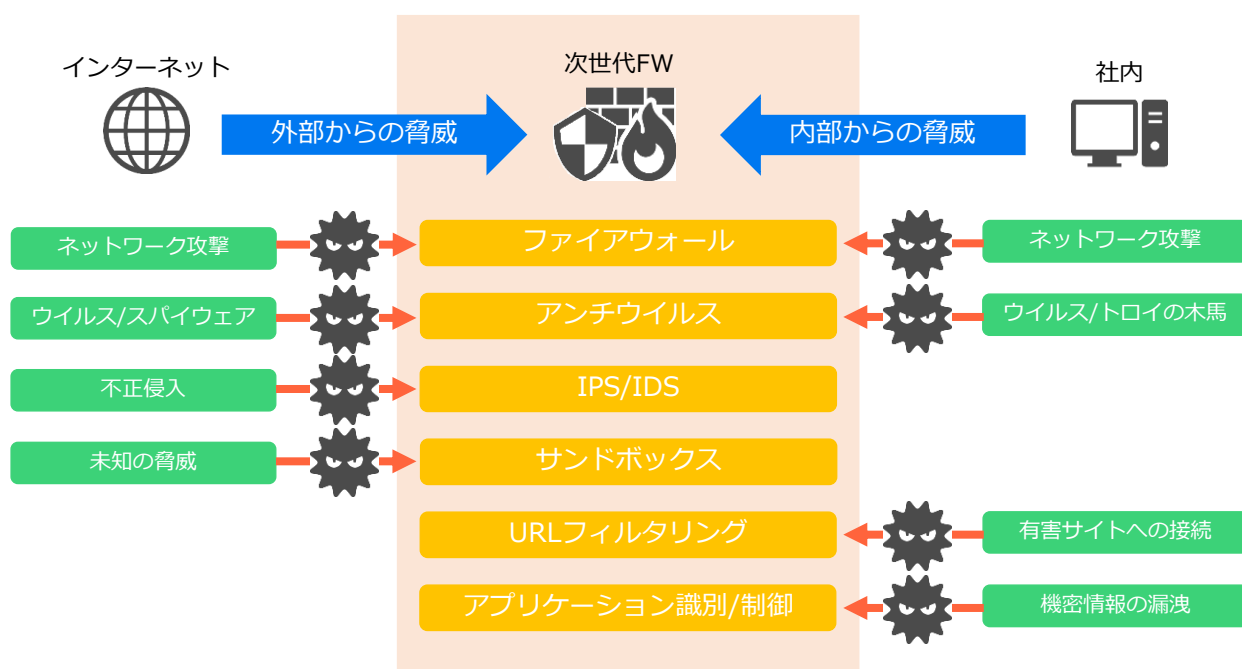 インターネット
次世代FW
社内
外部からの脅威
内部からの脅威
ネットワーク攻撃
ファイアウォール
ネットワーク攻撃
ウイルス/スパイウェア
アンチウイルス
ウイルス/トロイの木馬
不正侵入
IPS/IDS
未知の脅威
サンドボックス
URLフィルタリング
有害サイトへの接続
アプリケーション識別/制御
機密情報の漏洩